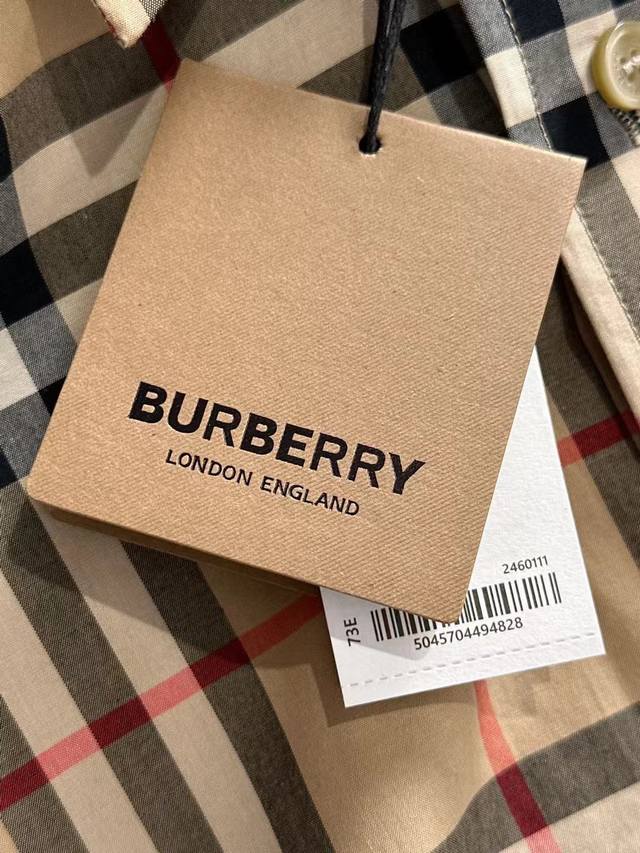 BURBERRY
LONDON ENGLAND
2460111
73E
5045704494828